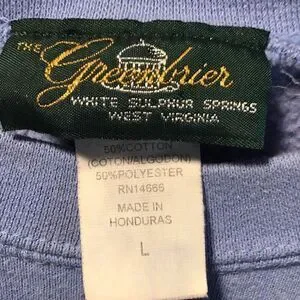 THE
Greenbrier
WHITE SULPHUR SPRINGS
WEST VIRGINIA
50%COTTON
(COTON/ALGODON)
50%POLYESTER
RN14666
MADE IN
HONDURAS
L